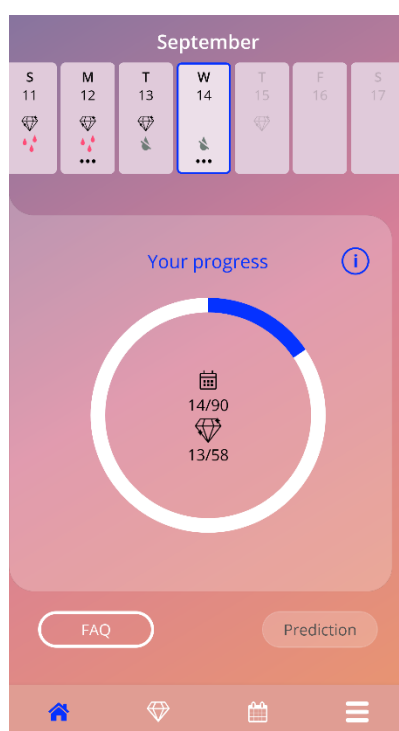 September
S M T W T F S
11 12 13 14 15 16 17
Your progress
i
14/90
13/58
FAQ
Prediction